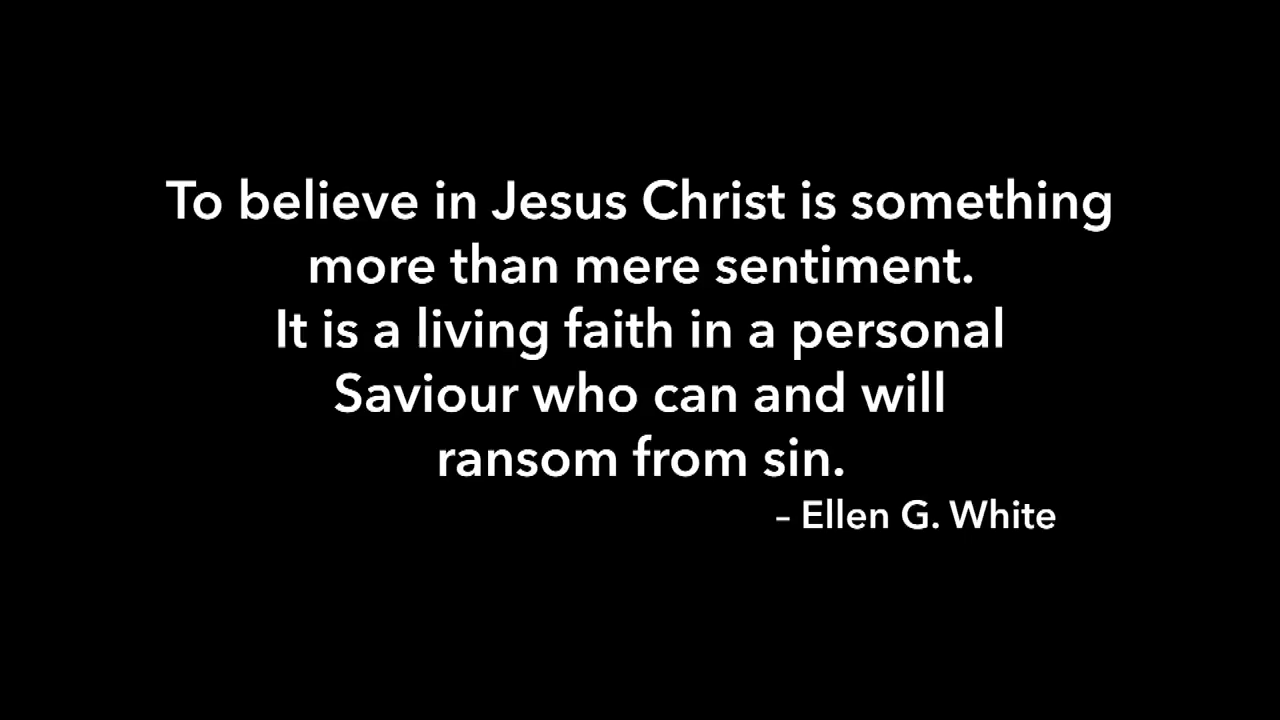 To believe in Jesus Christ is something
more than mere sentiment.
It is a living faith in a personal
Saviour who can and will
ransom from sin.
– Ellen G. White